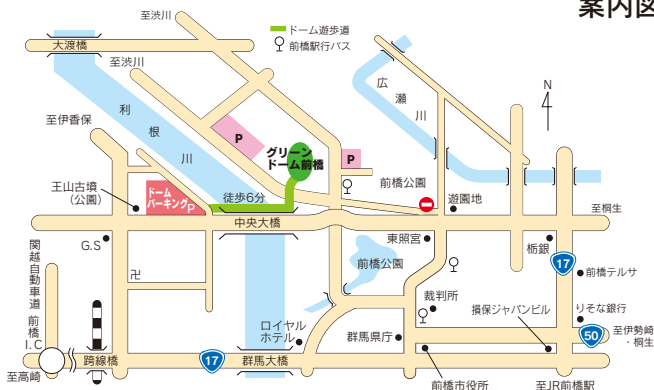 案内図
至渋川
ドーム遊歩道
前橋駅行バス
大渡橋
至渋川
N
広瀬川
利根川
至伊香保
P
グリーン
ドーム前橋
P
前橋公園
王山古墳
(公園)
ドーム
パーキングP
徒歩6分
遊園地
至桐生
中央大橋
G.S
東照宮
栃銀
関越自動車道 前橋I.C
卍
前橋公園
17
前橋テルサ
裁判所
ロイヤル
ホテル
群馬県庁
損保ジャパンビル
りそな銀行
50
至伊勢崎
・桐生
跨線橋
17
群馬大橋
至高崎
前橋市役所
至JR前橋駅